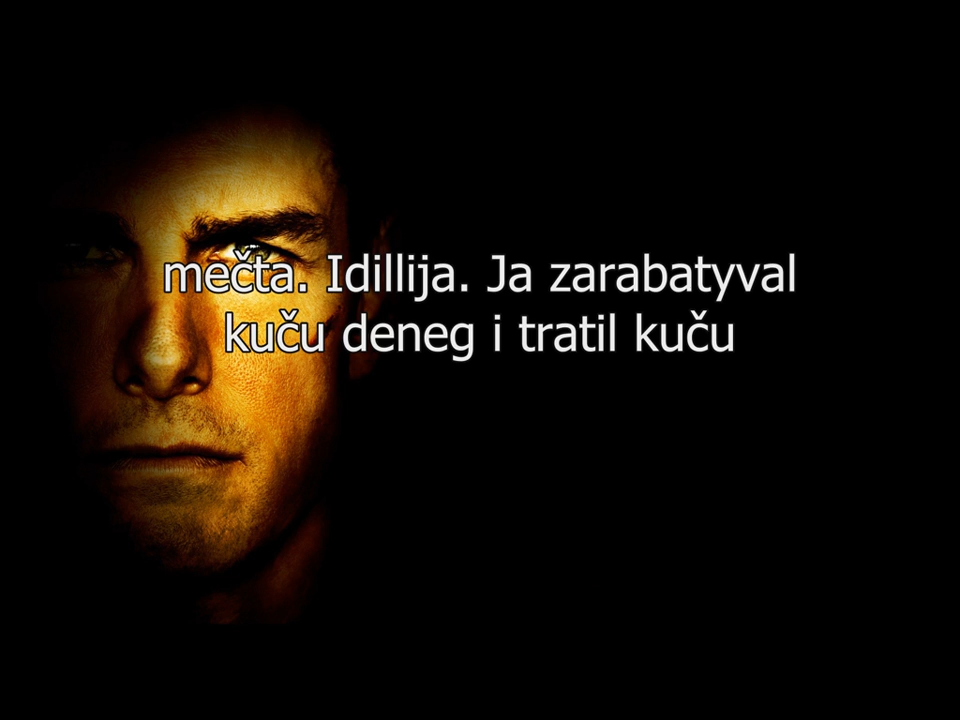 mečta. Idillija. Ja zarabatyval
kuču deneg i tratil kuču